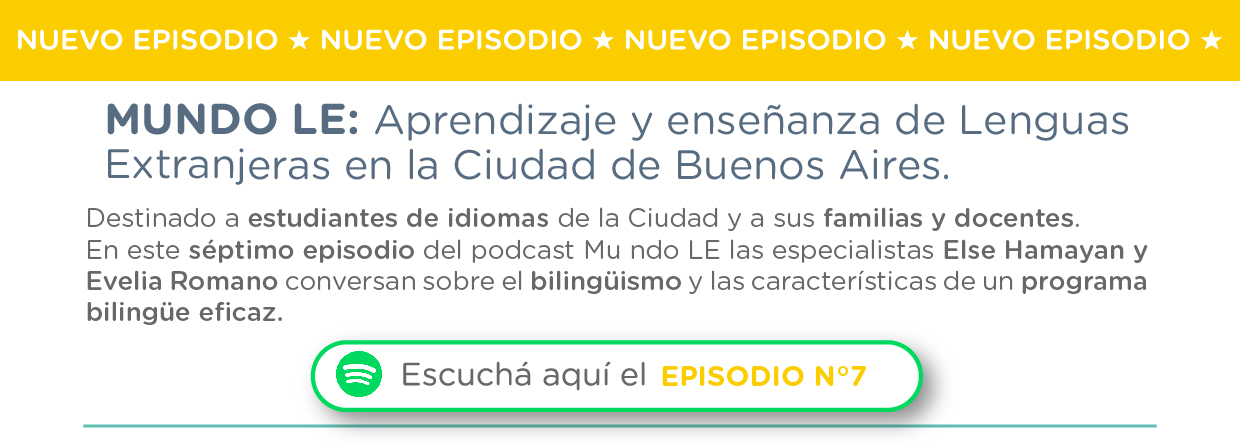 NUEVO EPISODIO ★ NUEVO EPISODIO ★ NUEVO EPISODIO ★ NUEVO EPISODIO ★
MUNDO LE: Aprendizaje y enseñanza de Lenguas
Extranjeras en la Ciudad de Buenos Aires.
Destinado a estudiantes de idiomas de la Ciudad y a sus familias y docentes.
En este séptimo episodio del podcast Mu ndo LE las especialistas Else Hamayan y
Evelia Romano conversan sobre el bilingüismo y las características de un programa
bilingüe eficaz.
Escuchá aquí el EPISODIO N°7